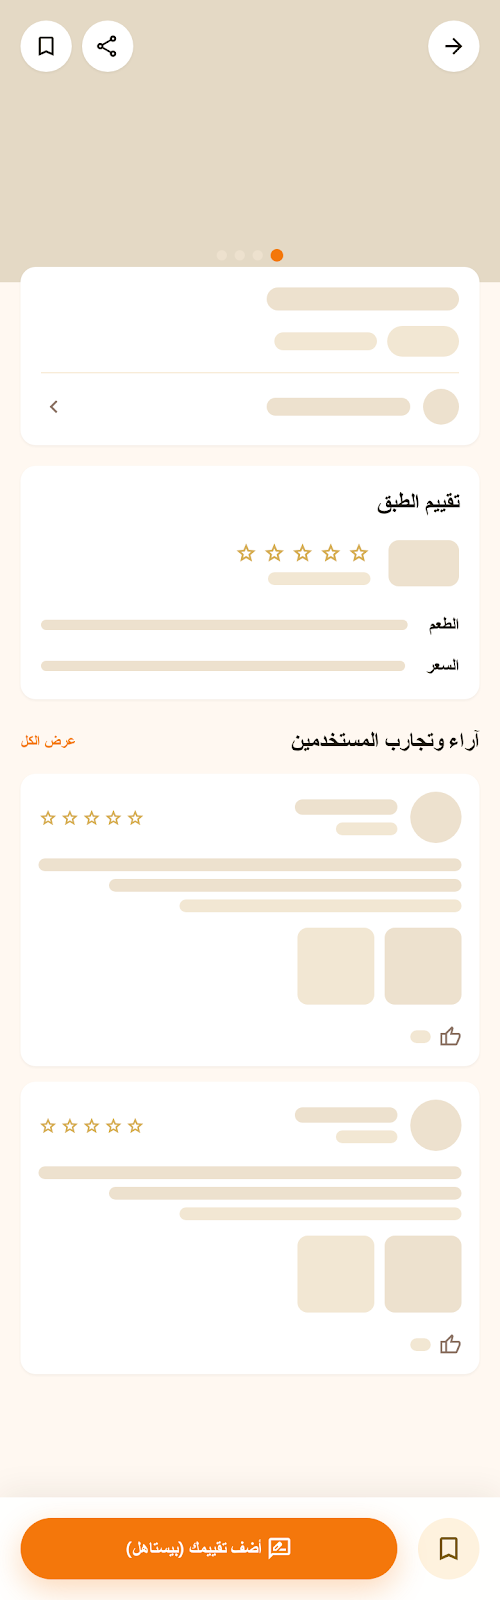 تقييم الطبق
الطعم
السعر
آراء وتجارب المستخدمين
عرض الكل
أضف تقييمك (بيستاهل)